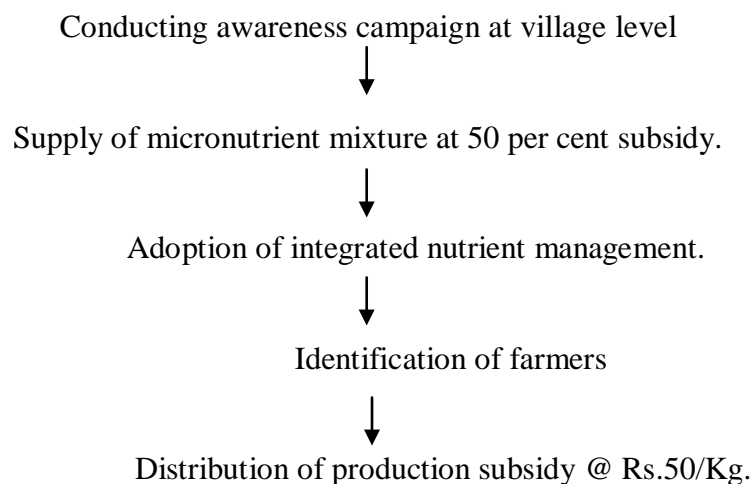 Conducting awareness campaign at village level
Supply of micronutrient mixture at 50 per cent subsidy.
Adoption of integrated nutrient management.
Identification of farmers
Distribution of production subsidy @ Rs.50/Kg.